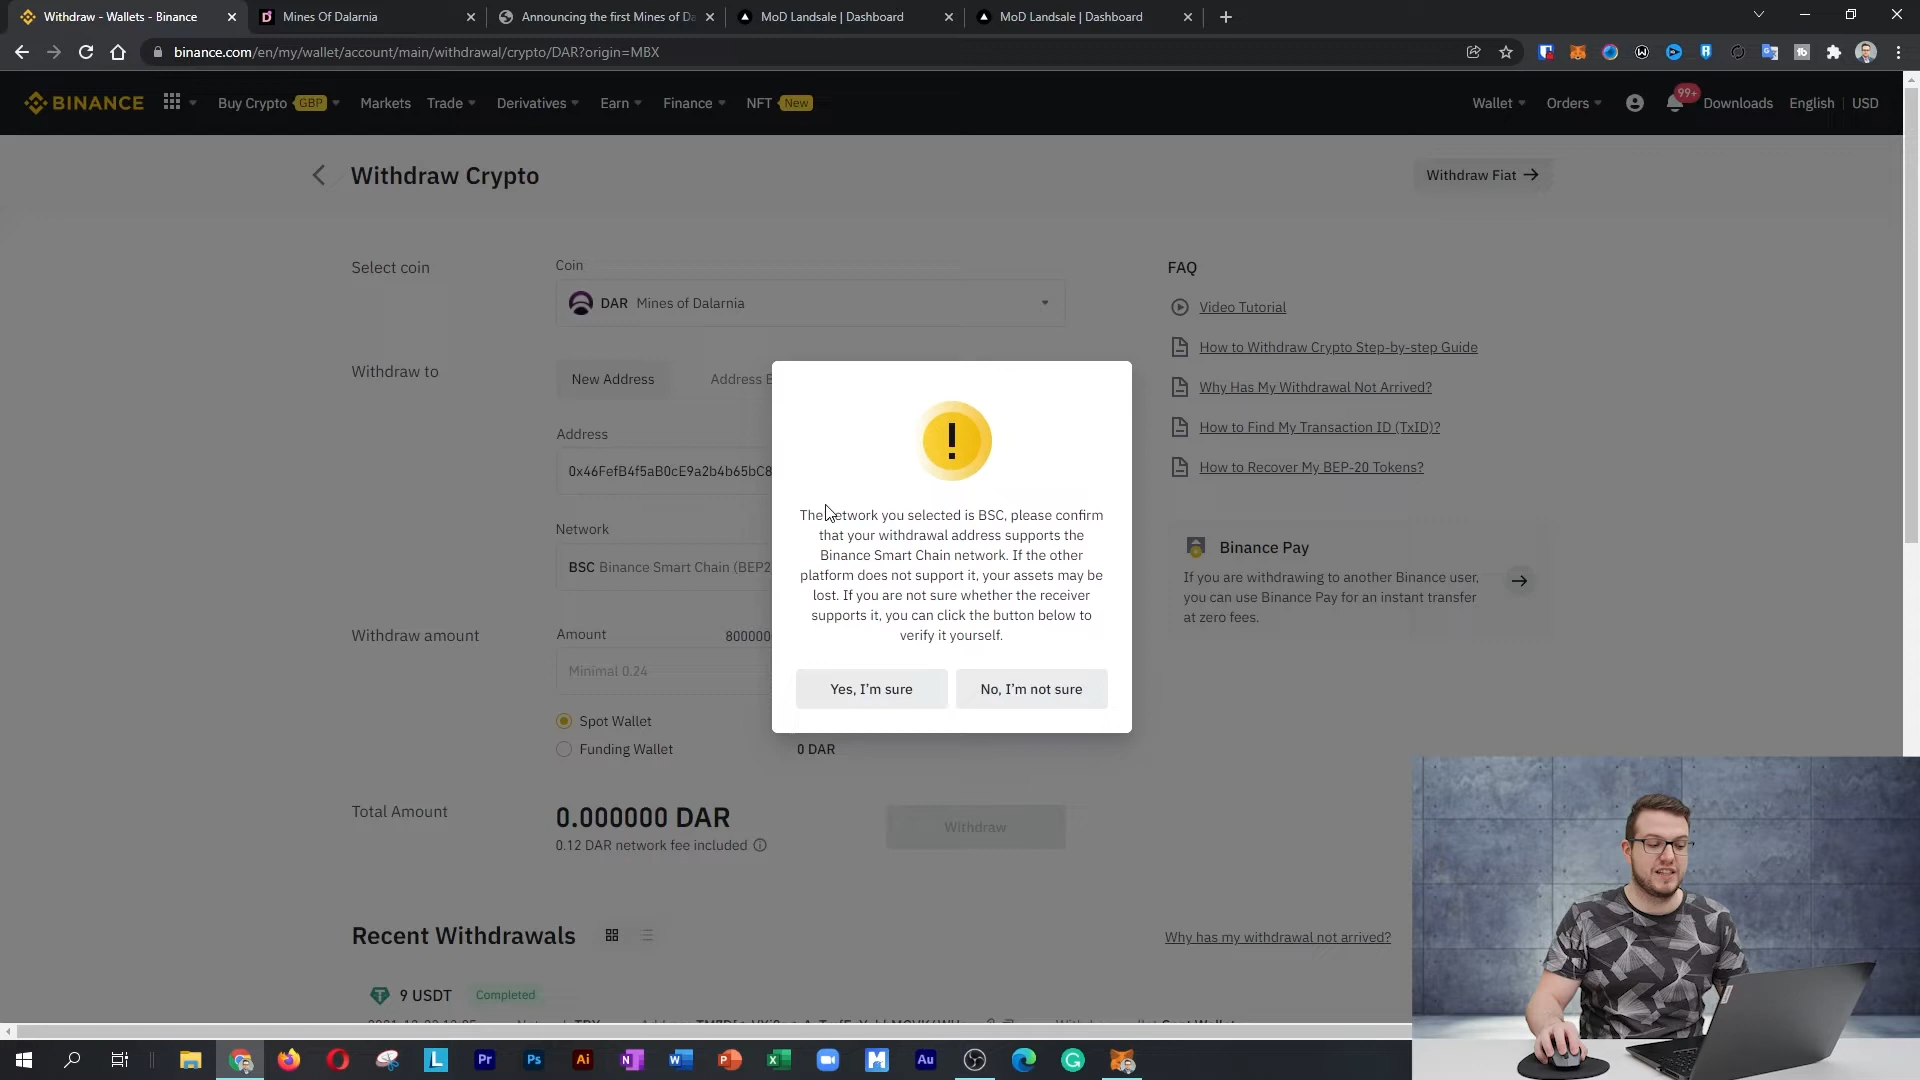 Withdraw - Wallets - Binance
Mines Of Dalarnia
Announcing the first Mines of Da
MoD Landsale | Dashboard
MoD Landsale | Dashboard
binance.com/en/my/wallet/account/main/withdrawal/crypto/DAR?origin=MBX
BINANCE
Buy Crypto GBP
Markets
Trade
Derivatives
Earn
Finance
NFT New
Wallet
Orders
99+
Downloads
English
USD
Withdraw Crypto
Withdraw Fiat →
Select coin
Coin
DAR Mines of Dalarnia
Withdraw to
New Address
Address B
Address
0x46FefB4f5aB0cE9a2b4b65bC8
Network
BSC Binance Smart Chain (BEP2
Withdraw amount
Amount
800000
Minimal 0.24
Spot Wallet
Funding Wallet
0 DAR
Total Amount
0.000000 DAR
0.12 DAR network fee included
Withdraw
!
The network you selected is BSC, please confirm
that your withdrawal address supports the
Binance Smart Chain network. If the other
platform does not support it, your assets may be
lost. If you are not sure whether the receiver
supports it, you can click the button below to
verify it yourself.
Yes, I'm sure
No, I'm not sure
FAQ
Video Tutorial
How to Withdraw Crypto Step-by-step Guide
Why Has My Withdrawal Not Arrived?
How to Find My Transaction ID (TxID)?
How to Recover My BEP-20 Tokens?
Binance Pay
If you are withdrawing to another Binance user,
you can use Binance Pay for an instant transfer
at zero fees.
Recent Withdrawals
Why has my withdrawal not arrived?
9 USDT
Completed